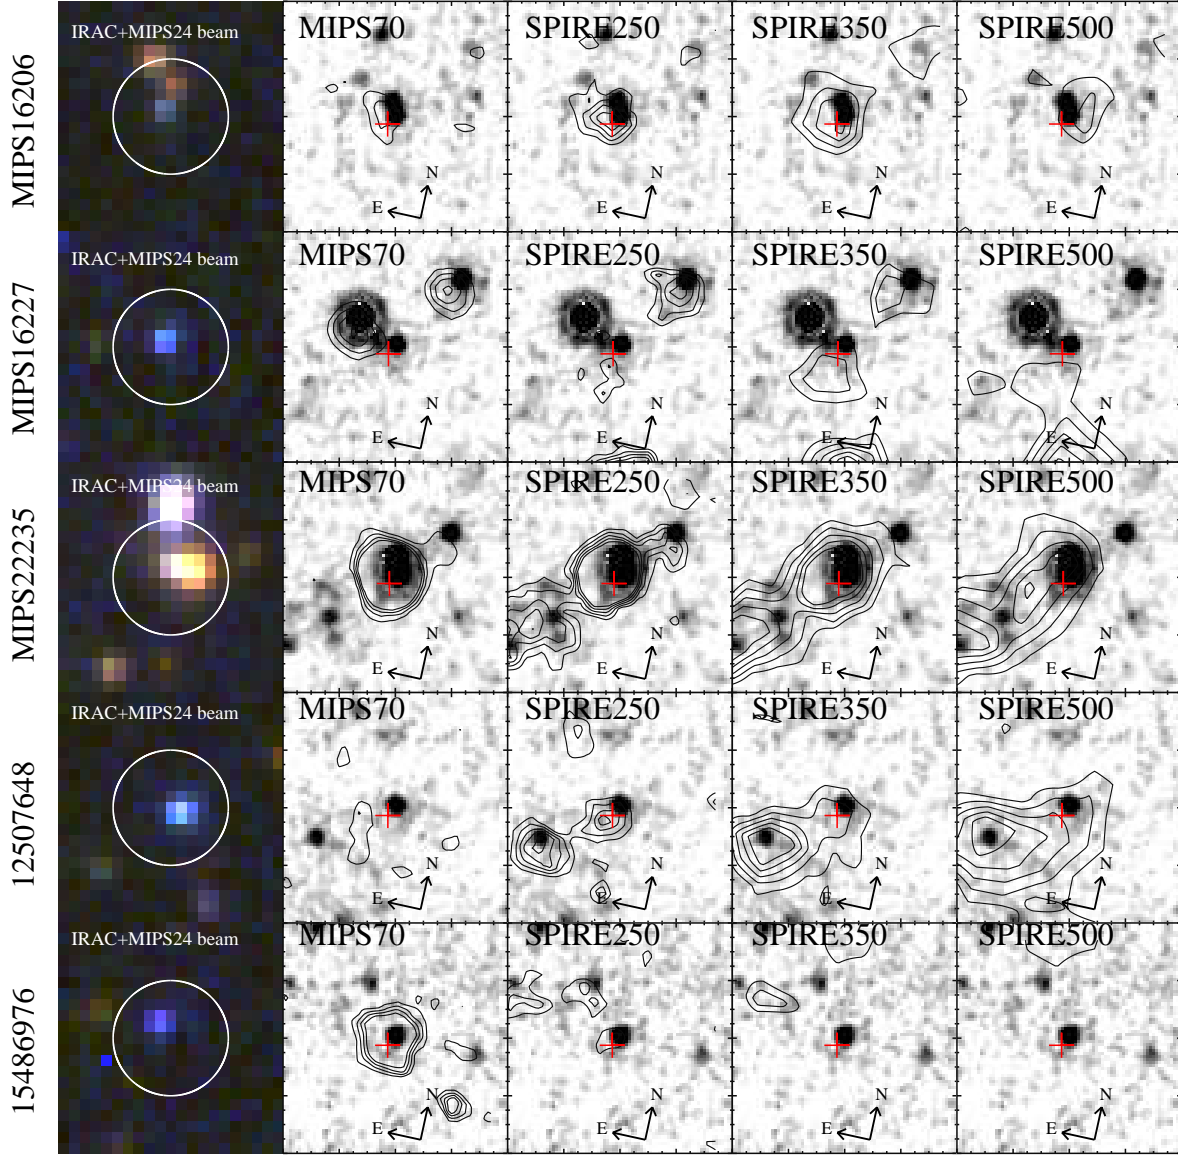 MIPS16206
IRAC+MIPS24 beam
MIPS70
SPIRE250
SPIRE350
SPIRE500
N
E
N
E
N
E
N
E
MIPS16227
IRAC+MIPS24 beam
MIPS70
SPIRE250
SPIRE350
SPIRE500
N
E
N
E
N
E
N
E
MIPS22235
IRAC+MIPS24 beam
MIPS70
SPIRE250
SPIRE350
SPIRE500
N
E
N
E
N
E
N
E
12507648
IRAC+MIPS24 beam
MIPS70
SPIRE250
SPIRE350
SPIRE500
N
E
N
E
N
E
N
E
15486976
IRAC+MIPS24 beam
MIPS70
SPIRE250
SPIRE350
SPIRE500
N
E
N
E
N
E
N
E